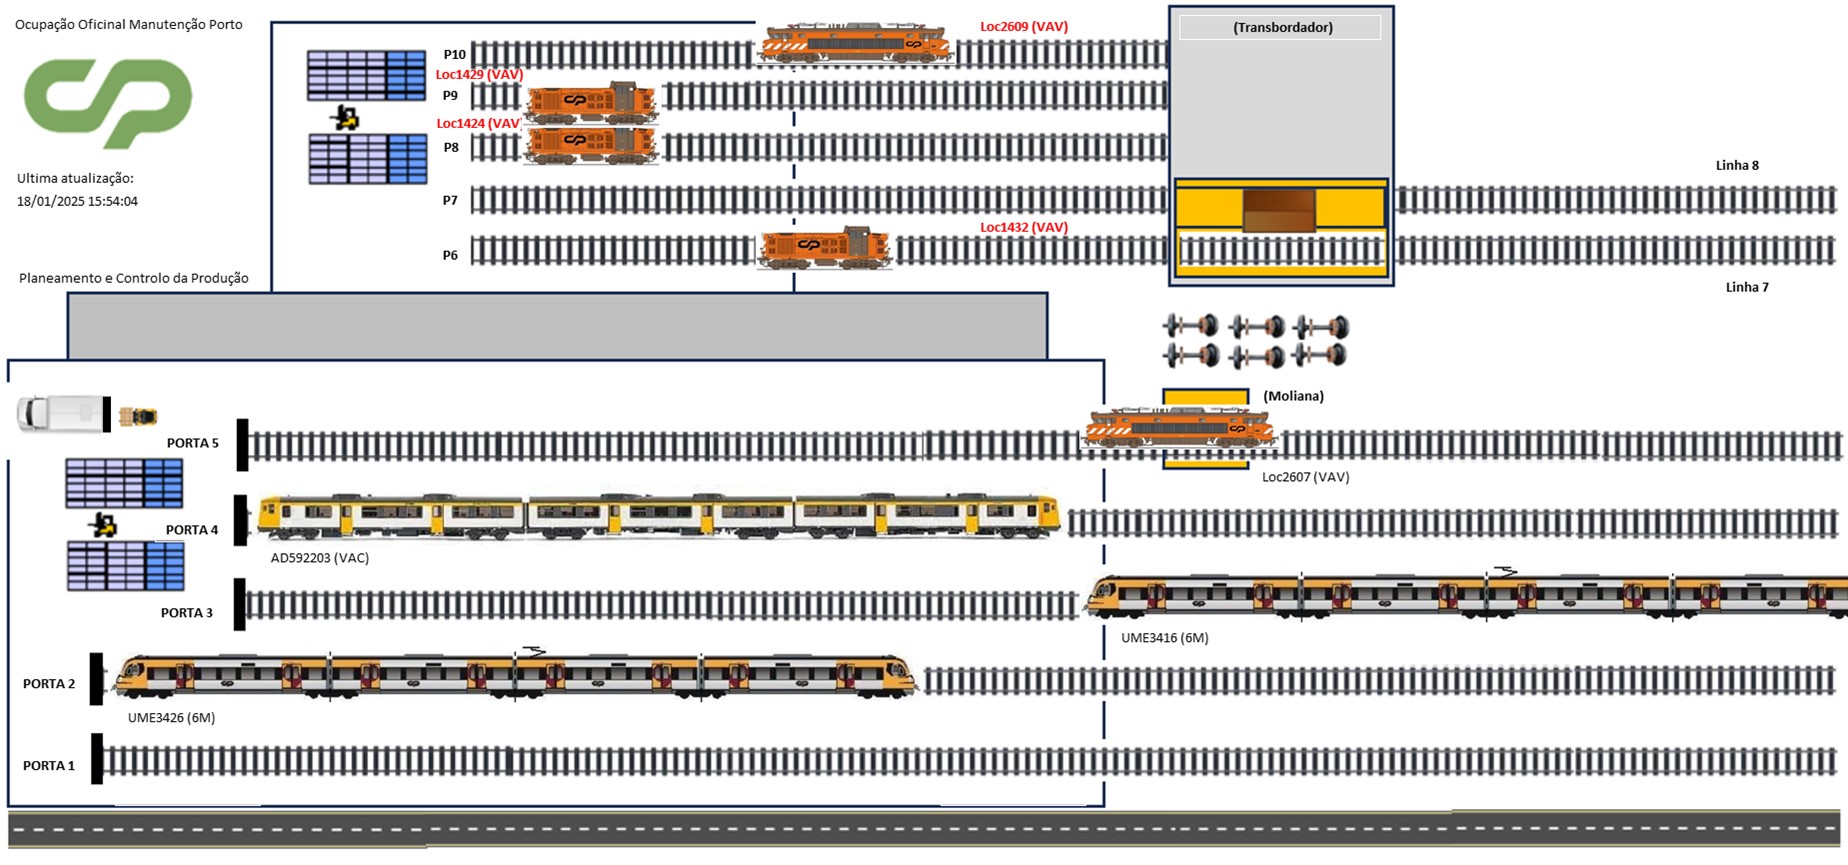 Ocupação Oficinal Manutenção Porto
Loc2609 (VAV)
(Transbordador)
P10
Loc1429 (VAV)
P9
Loc1424 (VAV)
P8
Ultima atualização:
18/01/2025 15:54:04
Linha 8
P7
Loc1432 (VAV)
P6
Planeamento e Controlo da Produção
Linha 7
(Moliana)
PORTA 5
Loc2607 (VAV)
PORTA 4
AD592203 (VAC)
PORTA 3
UME3416 (6M)
PORTA 2
UME3426 (6M)
PORTA 1